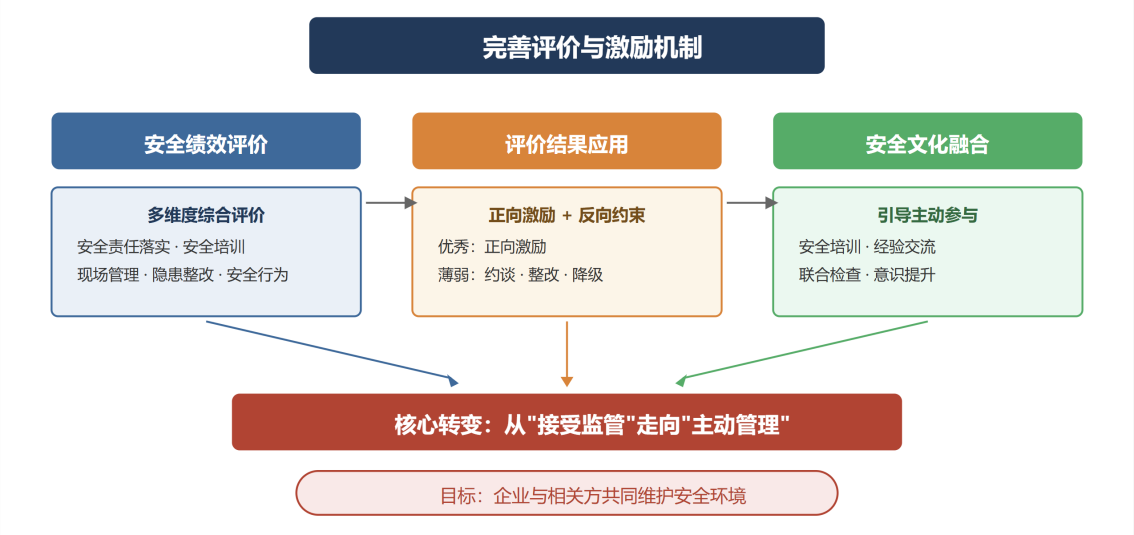 完善评价与激励机制
安全绩效评价
评价结果应用
安全文化融合
多维度综合评价
安全责任落实 · 安全培训
现场管理 · 隐患整改 · 安全行为
正向激励 + 反向约束
优秀：正向激励
薄弱：约谈 · 整改 · 降级
引导主动参与
安全培训 · 经验交流
联合检查 · 意识提升
核心转变：从"接受监管"走向"主动管理"
目标：企业与相关方共同维护安全环境